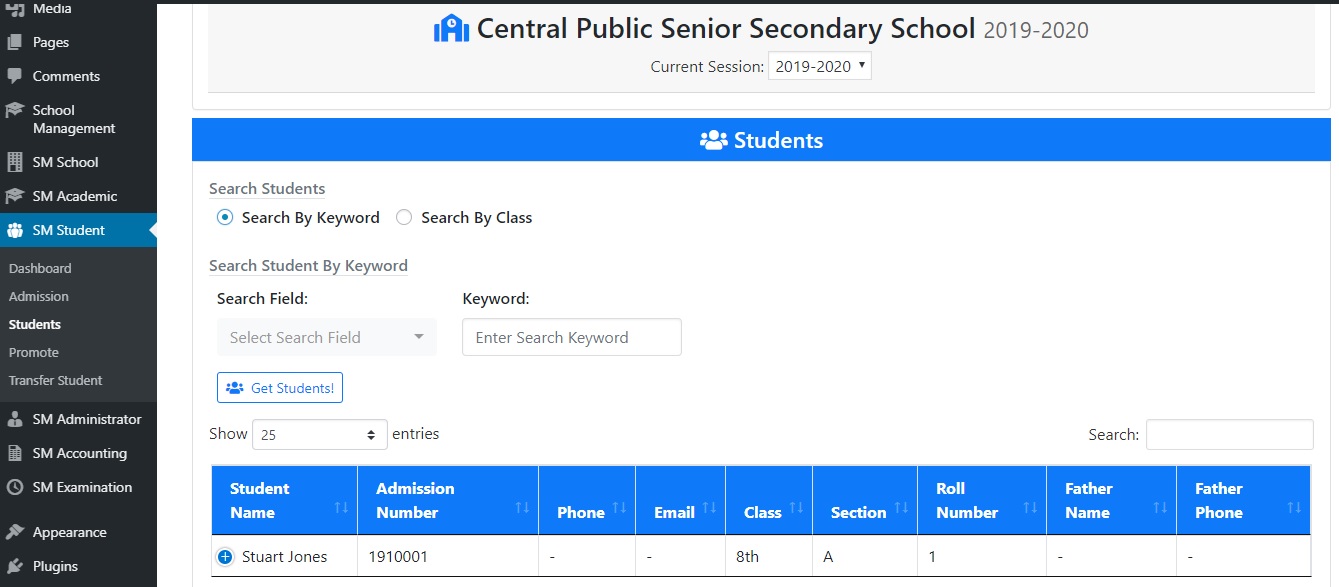 Media
Pages
Comments
School
Management
SM School
SM Academic
SM Student
Dashboard
Admission
Students
Promote
Transfer Student
SM Administrator
SM Accounting
SM Examination
Appearance
Plugins
Central Public Senior Secondary School 2019-2020
Current Session: 2019-2020
Students
Search Students
Search By Keyword Search By Class
Search Student By Keyword
Search Field: Keyword:
Select Search Field Enter Search Keyword
Get Students!
Show 25 entries Search:
Student Name Admission Number Phone Email Class Section Roll Number Father Name Father Phone
Stuart Jones 1910001 - - 8th A 1 - -